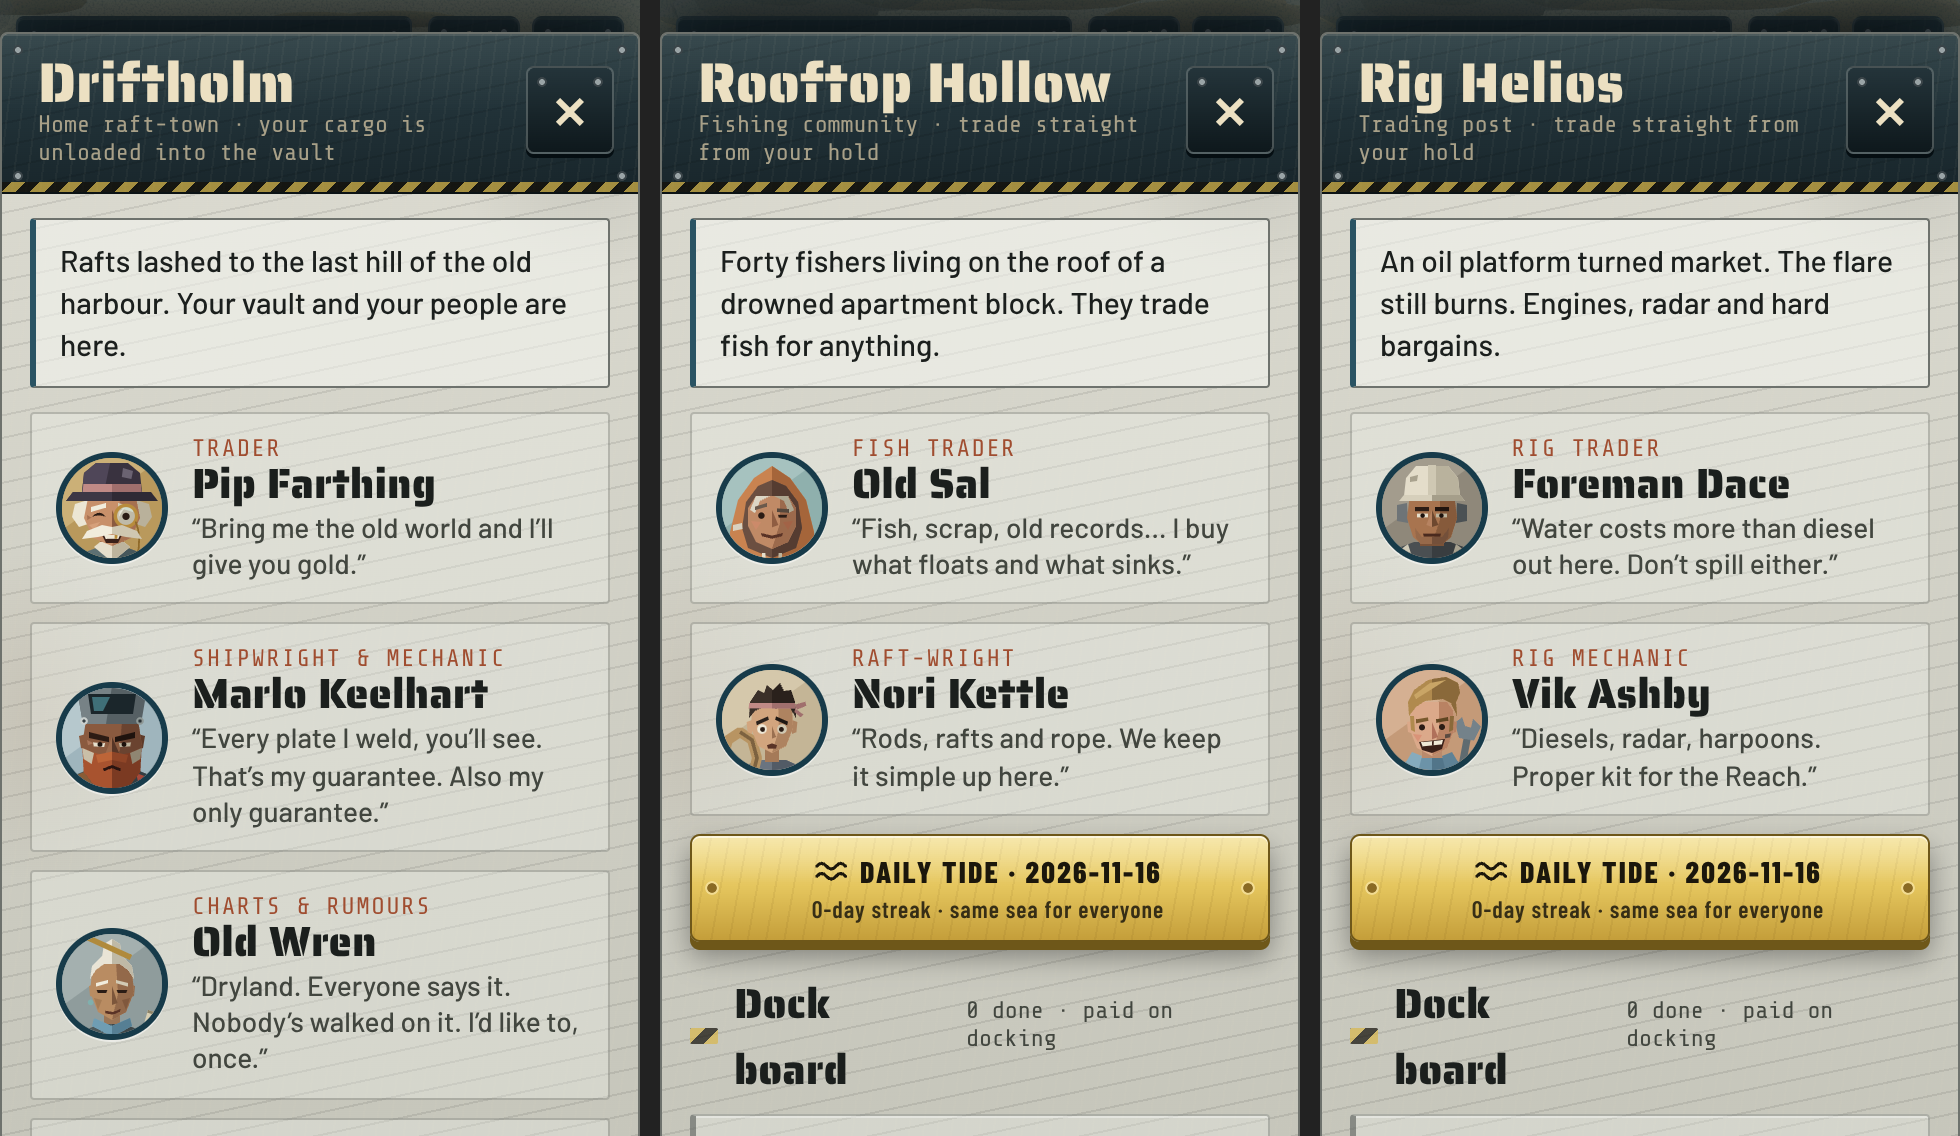 Driftholm
Home raft-town · your cargo is
unloaded into the vault
Rafts lashed to the last hill of the old
harbour. Your vault and your people are
here.
TRADER
Pip Farthing
“Bring me the old world and I’ll
give you gold.”
SHIPWRIGHT & MECHANIC
Marlo Keelhart
“Every plate I weld, you’ll see.
That’s my guarantee. Also my
only guarantee.”
CHARTS & RUMOURS
Old Wren
“Dryland. Everyone says it.
Nobody’s walked on it. I’d like to,
once.”
Rooftop Hollow
Fishing community · trade straight
from your hold
Forty fishers living on the roof of a
drowned apartment block. They trade
fish for anything.
FISH TRADER
Old Sal
“Fish, scrap, old records… I buy
what floats and what sinks.”
RAFT-WRIGHT
Nori Kettle
“Rods, rafts and rope. We keep
it simple up here.”
DAILY TIDE · 2026-11-16
0-day streak · same sea for everyone
Dock
board
0 done · paid on
docking
Rig Helios
Trading post · trade straight from
your hold
An oil platform turned market. The flare
still burns. Engines, radar and hard
bargains.
RIG TRADER
Foreman Dace
“Water costs more than diesel
out here. Don’t spill either.”
RIG MECHANIC
Vik Ashby
“Diesels, radar, harpoons.
Proper kit for the Reach.”
DAILY TIDE · 2026-11-16
0-day streak · same sea for everyone
Dock
board
0 done · paid on
docking